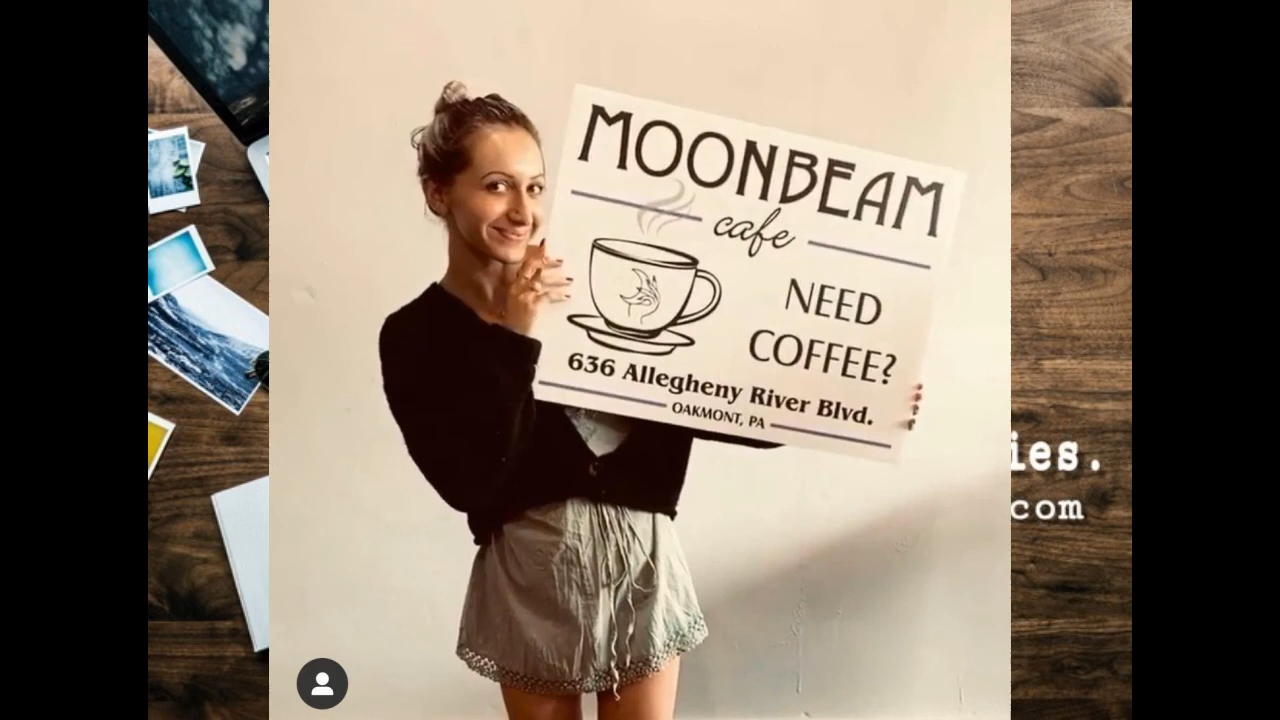 MOONBEAM
cafe
NEED
COFFEE?
636 Allegheny River Blvd.
OAKMONT, PA
ies.
com